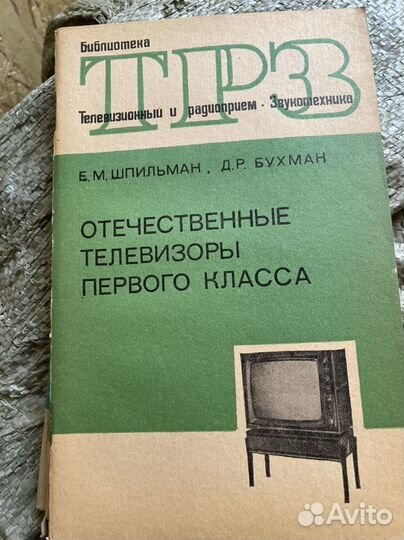 Библиотека
ТРЗ
Телевизионный и радиоприем · Звукотехника
Е. М. ШПИЛЬМАН, Д. Р. БУХМАН
ОТЕЧЕСТВЕННЫЕ
ТЕЛЕВИЗОРЫ
ПЕРВОГО КЛАССА
Avito